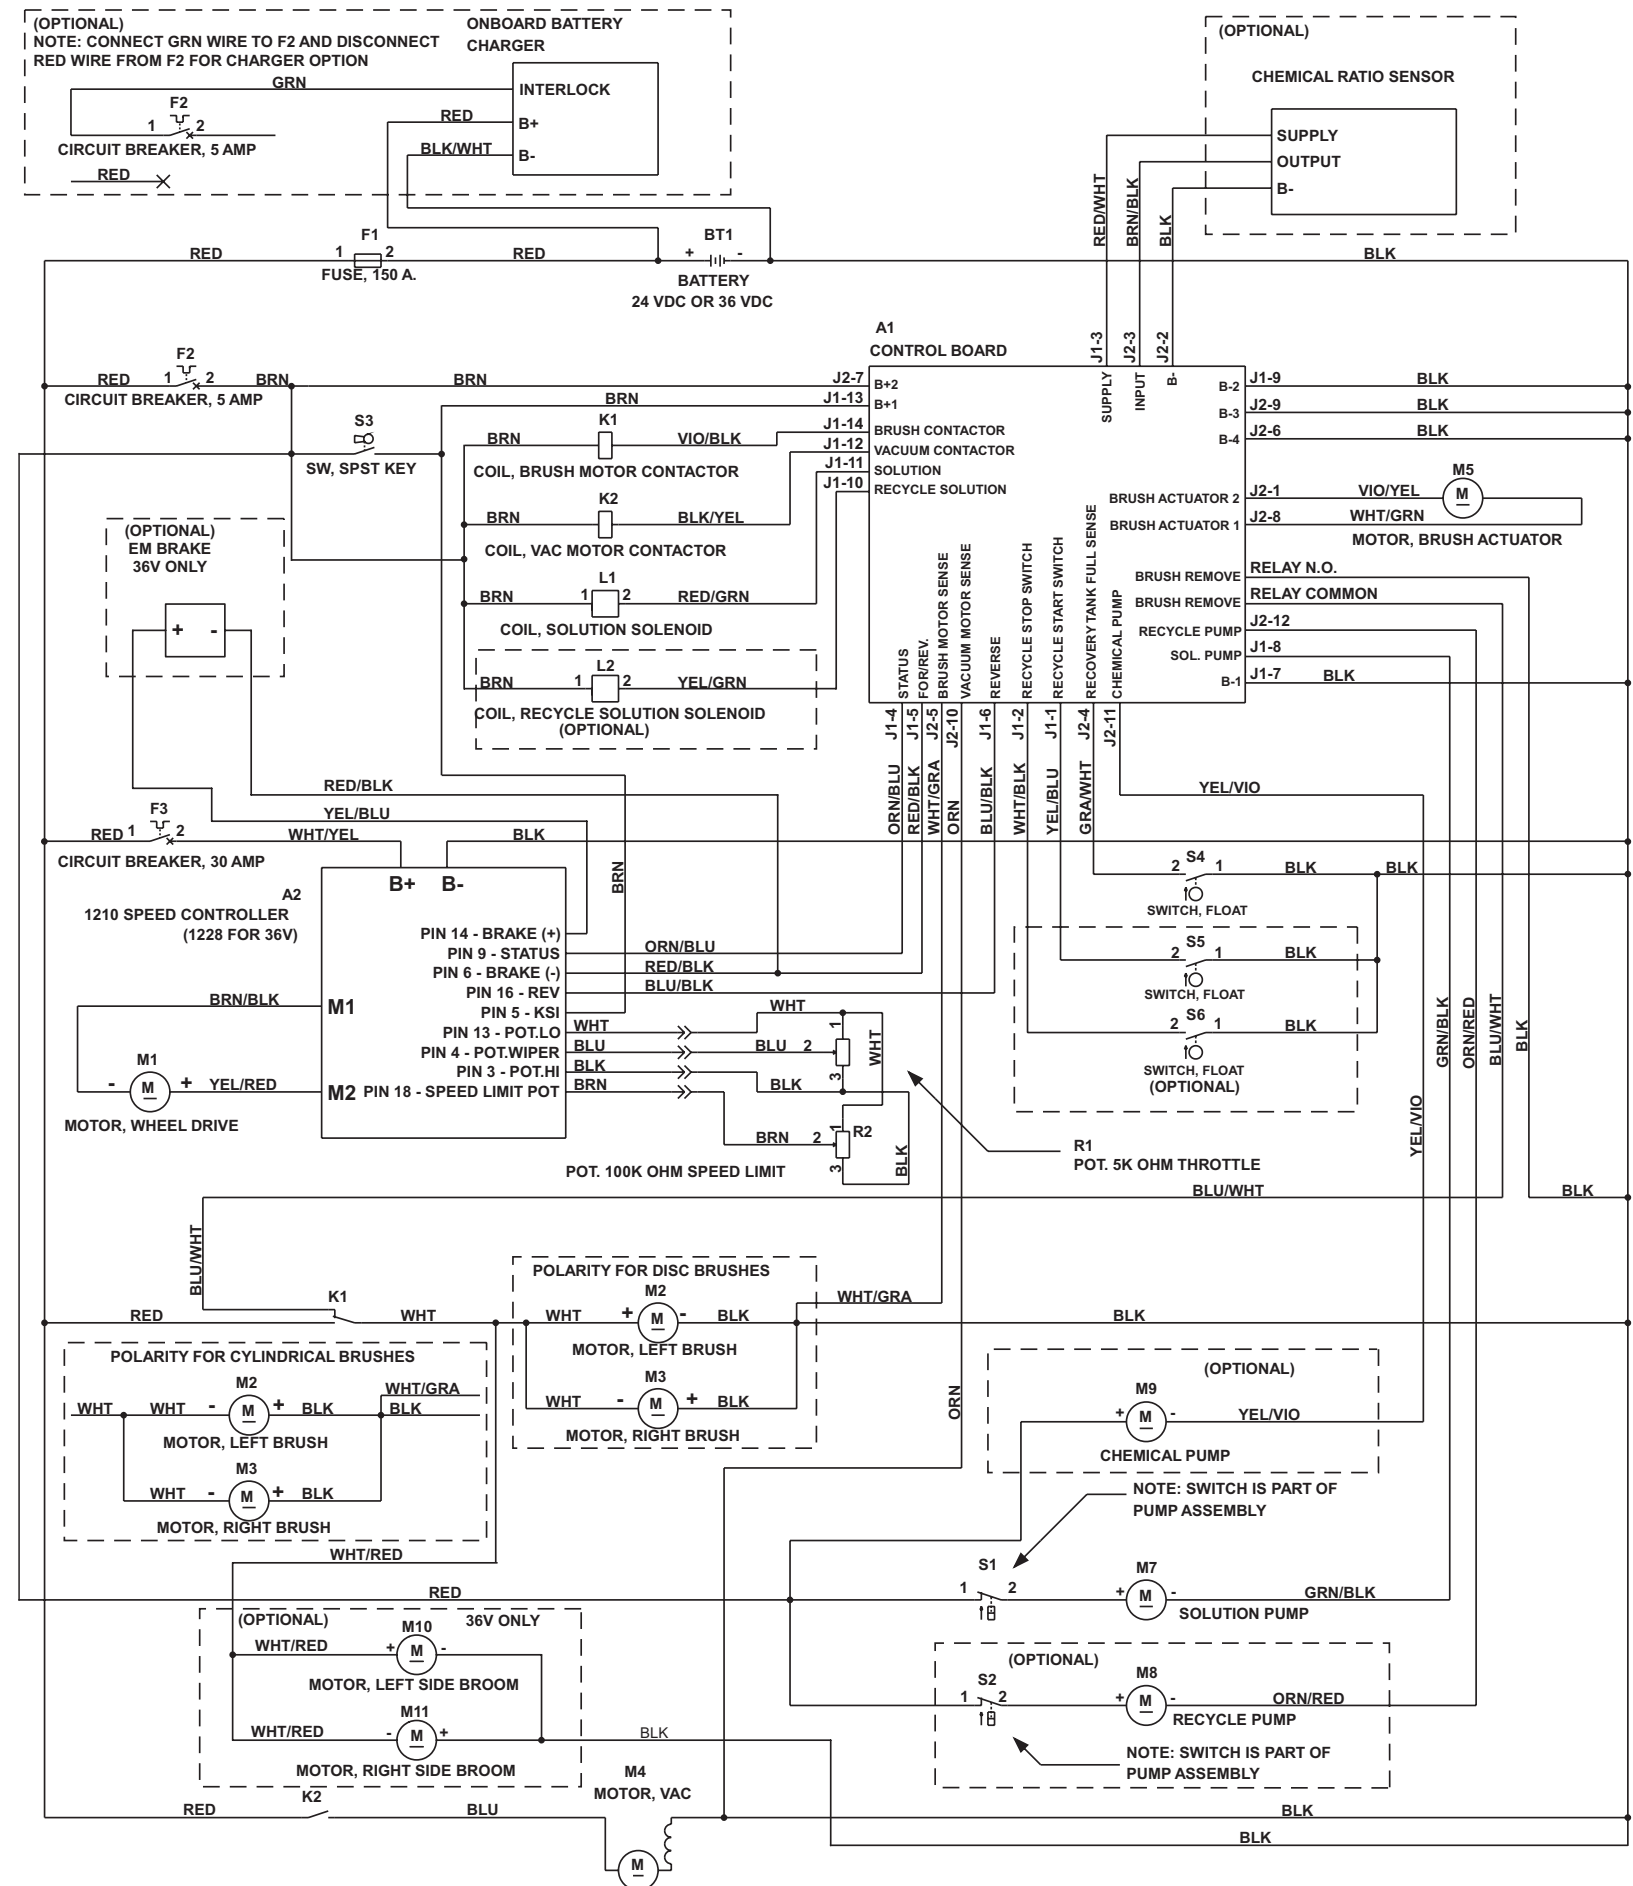 (OPTIONAL)
NOTE: CONNECT GRN WIRE TO F2 AND DISCONNECT
RED WIRE FROM F2 FOR CHARGER OPTION
ONBOARD BATTERY
CHARGER
GRN
INTERLOCK
F2
1 2
CIRCUIT BREAKER, 5 AMP
RED
B+
BLK/WHT
B-
RED
(OPTIONAL)
CHEMICAL RATIO SENSOR
SUPPLY
OUTPUT
B-
RED/WHT
BRN/BLK
BLK
RED
F1
1 2
FUSE, 150 A.
RED
BT1
+ -
BATTERY
24 VDC OR 36 VDC
BLK
A1
CONTROL BOARD
J1-3
J2-3
J2-2
SUPPLY
INPUT
B-
F2
RED 1 2 BRN
CIRCUIT BREAKER, 5 AMP
BRN
J2-7 B+2
BRN
J1-13 B+1
S3
SW, SPST KEY
K1
BRN VIO/BLK
COIL, BRUSH MOTOR CONTACTOR
J1-14 BRUSH CONTACTOR
J1-12 VACUUM CONTACTOR
J1-11 SOLUTION
J1-10 RECYCLE SOLUTION
K2
BRN BLK/YEL
COIL, VAC MOTOR CONTACTOR
L1
BRN 1 2 RED/GRN
COIL, SOLUTION SOLENOID
L2
BRN 1 2 YEL/GRN
COIL, RECYCLE SOLUTION SOLENOID
(OPTIONAL)
B-2 J1-9 BLK
B-3 J2-9 BLK
B-4 J2-6 BLK
BRUSH ACTUATOR 2 J2-1 VIO/YEL
M5
M
BRUSH ACTUATOR 1 J2-8 WHT/GRN
MOTOR, BRUSH ACTUATOR
BRUSH REMOVE RELAY N.O.
BRUSH REMOVE RELAY COMMON
RECYCLE PUMP J2-12
SOL. PUMP J1-8
B-1 J1-7 BLK
STATUS
FOR/REV.
BRUSH MOTOR SENSE
VACUUM MOTOR SENSE
REVERSE
RECYCLE STOP SWITCH
RECYCLE START SWITCH
RECOVERY TANK FULL SENSE
CHEMICAL PUMP
J1-4
J1-5
J2-5
J2-10
J1-6
J1-2
J1-1
J2-4
J2-11
ORN/BLU
RED/BLK
WHT/GRA
ORN
BLU/BLK
WHT/BLK
YEL/BLU
GRA/WHT
YEL/VIO
(OPTIONAL)
EM BRAKE
36V ONLY
+ -
RED/BLK
YEL/BLU
F3
RED 1 2 WHT/YEL
CIRCUIT BREAKER, 30 AMP
BLK
BRN
A2
1210 SPEED CONTROLLER
(1228 FOR 36V)
B+ B-
PIN 14 - BRAKE (+)
PIN 9 - STATUS ORN/BLU
PIN 6 - BRAKE (-) RED/BLK
PIN 16 - REV BLU/BLK
PIN 5 - KSI
PIN 13 - POT.LO WHT
PIN 4 - POT.WIPER BLU
PIN 3 - POT.HI BLK
PIN 18 - SPEED LIMIT POT BRN
M1
M2
BRN/BLK
M1
- M + YEL/RED
MOTOR, WHEEL DRIVE
WHT
1
BLU 2
WHT
3
BLK
1
BRN 2
R2
3
BLK
POT. 100K OHM SPEED LIMIT
R1
POT. 5K OHM THROTTLE
S4
2 1 BLK BLK
SWITCH, FLOAT
S5
2 1 BLK
SWITCH, FLOAT
S6
2 1 BLK
SWITCH, FLOAT
(OPTIONAL)
YEL/VIO
GRN/BLK
ORN/RED
BLU/WHT
BLK
BLU/WHT
BLK
BLU/WHT
RED
K1
WHT
POLARITY FOR DISC BRUSHES
M2
WHT + M - BLK
MOTOR, LEFT BRUSH
M3
WHT - M + BLK
MOTOR, RIGHT BRUSH
WHT/GRA
BLK
POLARITY FOR CYLINDRICAL BRUSHES
M2
WHT WHT - M + BLK
WHT/GRA
BLK
MOTOR, LEFT BRUSH
M3
WHT - M + BLK
MOTOR, RIGHT BRUSH
ORN
(OPTIONAL)
M9
+ M - YEL/VIO
CHEMICAL PUMP
NOTE: SWITCH IS PART OF
PUMP ASSEMBLY
WHT/RED
RED
S1
1 2
M7
+ M - GRN/BLK
SOLUTION PUMP
(OPTIONAL) 36V ONLY
M10
WHT/RED + M -
MOTOR, LEFT SIDE BROOM
M11
WHT/RED - M +
MOTOR, RIGHT SIDE BROOM
BLK
(OPTIONAL)
S2
1 2
M8
+ M - ORN/RED
RECYCLE PUMP
NOTE: SWITCH IS PART OF
PUMP ASSEMBLY
M4
MOTOR, VAC
RED
K2
BLU
M
BLK
BLK